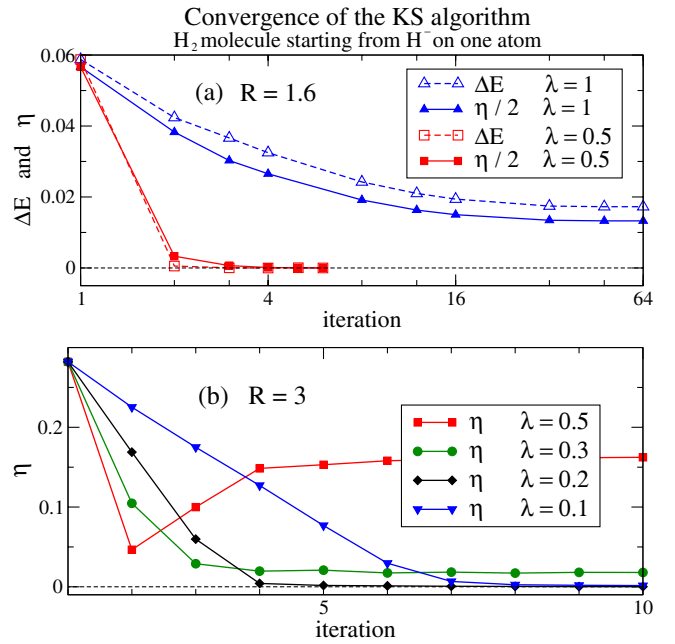 Convergence of the KS algorithm
H₂ molecule starting from H⁻ on one atom
(a) R = 1.6
ΔE λ = 1
η / 2 λ = 1
ΔE λ = 0.5
η / 2 λ = 0.5
0.06
0.04
0.02
0
ΔE and η
1 4 16 64
iteration
(b) R = 3
η λ = 0.5
η λ = 0.3
η λ = 0.2
η λ = 0.1
0.2
0.1
0
η
5 10
iteration